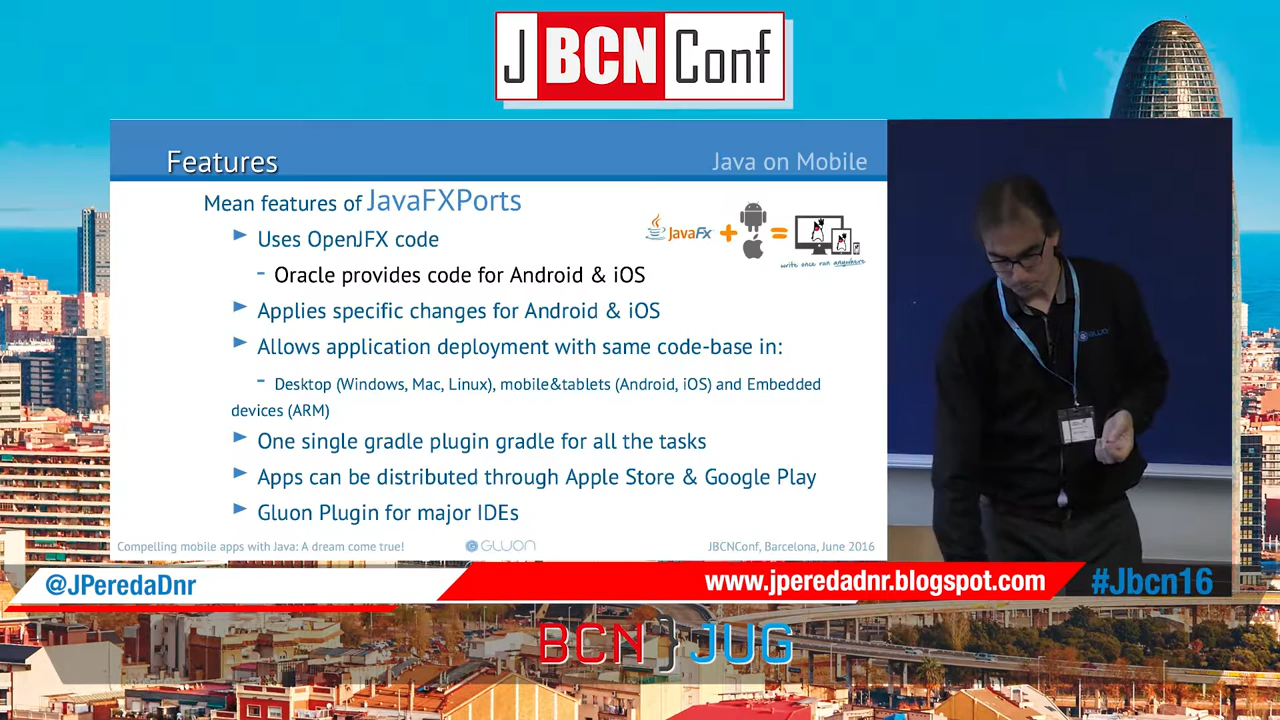 J BCN Conf
Features
Java on Mobile
Mean features of JavaFXPorts
Uses OpenJFX code
- Oracle provides code for Android & iOS
Applies specific changes for Android & iOS
Allows application deployment with same code-base in:
- Desktop (Windows, Mac, Linux), mobile&tablets (Android, iOS) and Embedded
devices (ARM)
One single gradle plugin gradle for all the tasks
Apps can be distributed through Apple Store & Google Play
Gluon Plugin for major IDEs
JavaFx + =
write once run anywhere
Compelling mobile apps with Java: A dream come true!
GLUON
JBCNConf, Barcelona, June 2016
GLUON
@JPeredaDnr
www.jperedadnr.blogspot.com
#Jbcn16
BCN}JUG